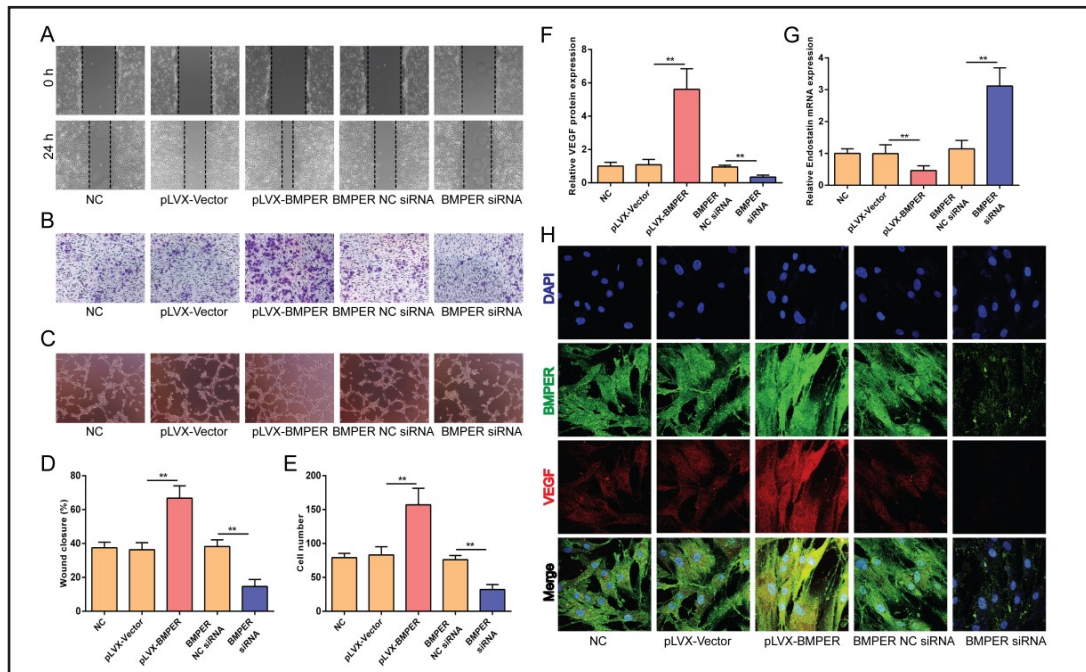 A
0 h
24 h
NC
pLVX-Vector
pLVX-BMPER
BMPER NC siRNA
BMPER siRNA
B
NC
pLVX-Vector
pLVX-BMPER
BMPER NC siRNA
BMPER siRNA
C
NC
pLVX-Vector
pLVX-BMPER
BMPER NC siRNA
BMPER siRNA
D
Wound closure (%)
80
60
40
20
0
**
**
NC
pLVX-Vector
pLVX-BMPER
BMPER
NC siRNA
BMPER
siRNA
E
Cell number
200
150
100
50
0
**
**
NC
pLVX-Vector
pLVX-BMPER
BMPER
NC siRNA
BMPER
siRNA
F
Relative VEGF protein expression
8
6
4
2
0
**
**
NC
pLVX-Vector
pLVX-BMPER
BMPER
NC siRNA
BMPER
siRNA
G
Relative Endostatin mRNA expression
4
3
2
1
0
**
**
NC
pLVX-Vector
pLVX-BMPER
BMPER
NC siRNA
BMPER
siRNA
H
DAPI
BMPER
VEGF
Merge
NC
pLVX-Vector
pLVX-BMPER
BMPER NC siRNA
BMPER siRNA